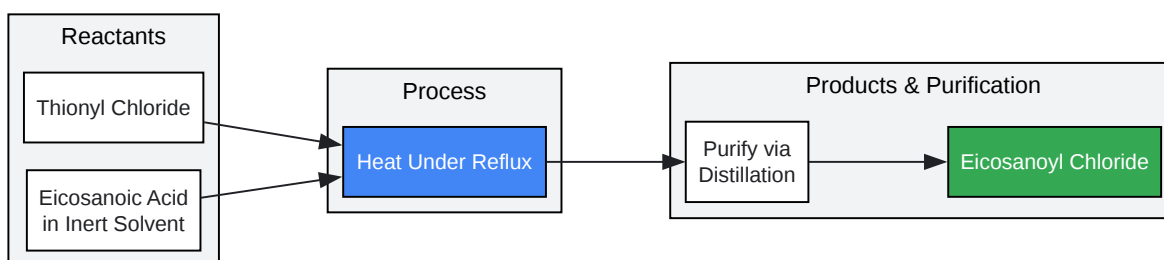 Reactants
Thionyl Chloride
Eicosanoic Acid
in Inert Solvent
Process
Heat Under Reflux
Products & Purification
Purify via
Distillation
Eicosanoyl Chloride